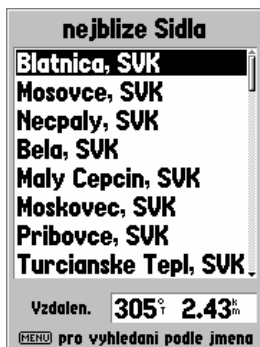 nejblize Sidla
Blatnica, SVK
Mosovce, SVK
Necpaly, SVK
Bela, SVK
Maly Cepcin, SVK
Moskovec, SVK
Pribovce, SVK
Turcianske Tepl, SVK
Vzdalen. 305°T 2.43km
MENU pro vyhledani podle jmena